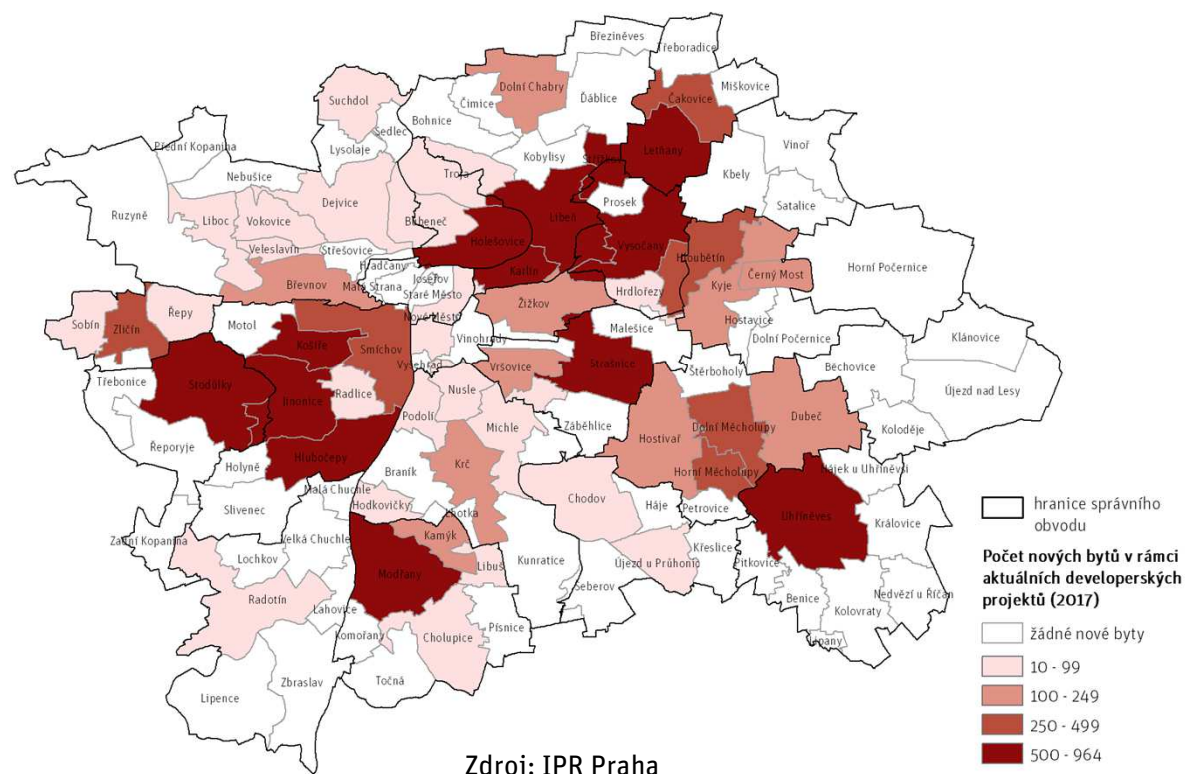 Březiněves
Třeboradice
Dolní Chabry
Čakovice
Miškovice
Suchdol
Čimice
Ďáblice
Bohnice
Sedlec
Letňany
Přední Kopanina
Lysolaje
Kobylisy
Vinoř
Nebušice
Troja
Kbely
Ruzyně
Dejvice
Prosek
Satalice
Liboc
Vokovice
Bubeneč
Libeň
Holešovice
Vysočany
Veleslavín
Střešovice
Hloubětín
Horní Počernice
Hradčany
Karlín
Josefov
Černý Most
Břevnov
Malá Strana
Staré Město
Hrdlořezy
Kyje
Žižkov
Řepy
Nové Město
Hostavice
Sobín
Zličín
Motol
Malešice
Vinohrady
Dolní Počernice
Klánovice
Košíře
Smíchov
Vyšehrad
Vršovice
Strašnice
Štěrboholy
Běchovice
Třebonice
Stodůlky
Jinonice
Radlice
Nusle
Újezd nad Lesy
Podolí
Michle
Záběhlice
Dubeč
Dolní Měcholupy
Koloděje
Řeporyje
Hlubočepy
Hostivař
Holyně
Braník
Krč
Horní Měcholupy
Hájek u Uhříněvsi
Malá Chuchle
Slivenec
Hodkovičky
Lhotka
Chodov
Háje
Petrovice
Uhříněves
Královice
Zadní Kopanina
Velká Chuchle
Kamýk
Lochkov
Libuš
Kunratice
Újezd u Průhonic
Křeslice
Pitkovice
Modřany
Šeberov
Benice
Nedvězí u Říčan
Radotín
Lahovice
Kolovraty
Písnice
Komořany
Cholupice
Lipany
Točná
Lipence
Zbraslav
hranice správního
obvodu
Počet nových bytů v rámci
aktuálních developerských
projektů (2017)
žádné nové byty
10 - 99
100 - 249
250 - 499
500 - 964
Zdroj: IPR Praha